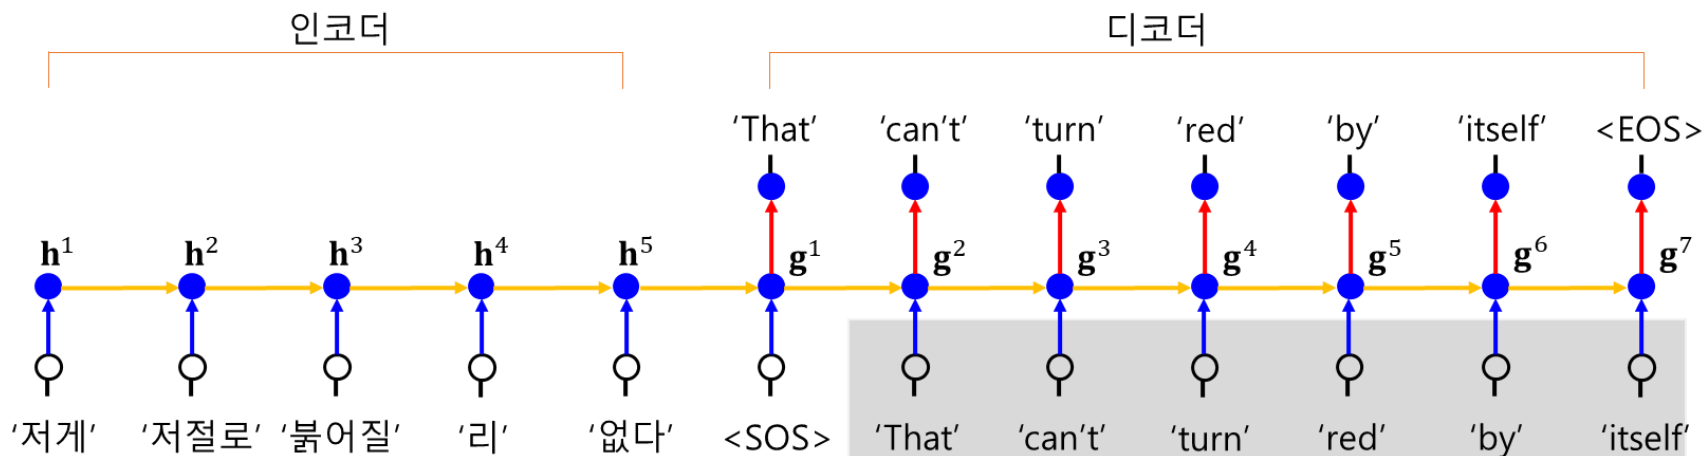 인코더 디코더
‘That’ ‘can't’ ‘turn’ ‘red’ ‘by’ ‘itself’ <EOS>
h¹ h² h³ h⁴ h⁵ g¹ g² g³ g⁴ g⁵ g⁶ g⁷
‘저게’ ‘저절로’ ‘붉어질’ ‘리’ ‘없다’ <SOS> ‘That’ ‘can't’ ‘turn’ ‘red’ ‘by’ ‘itself’